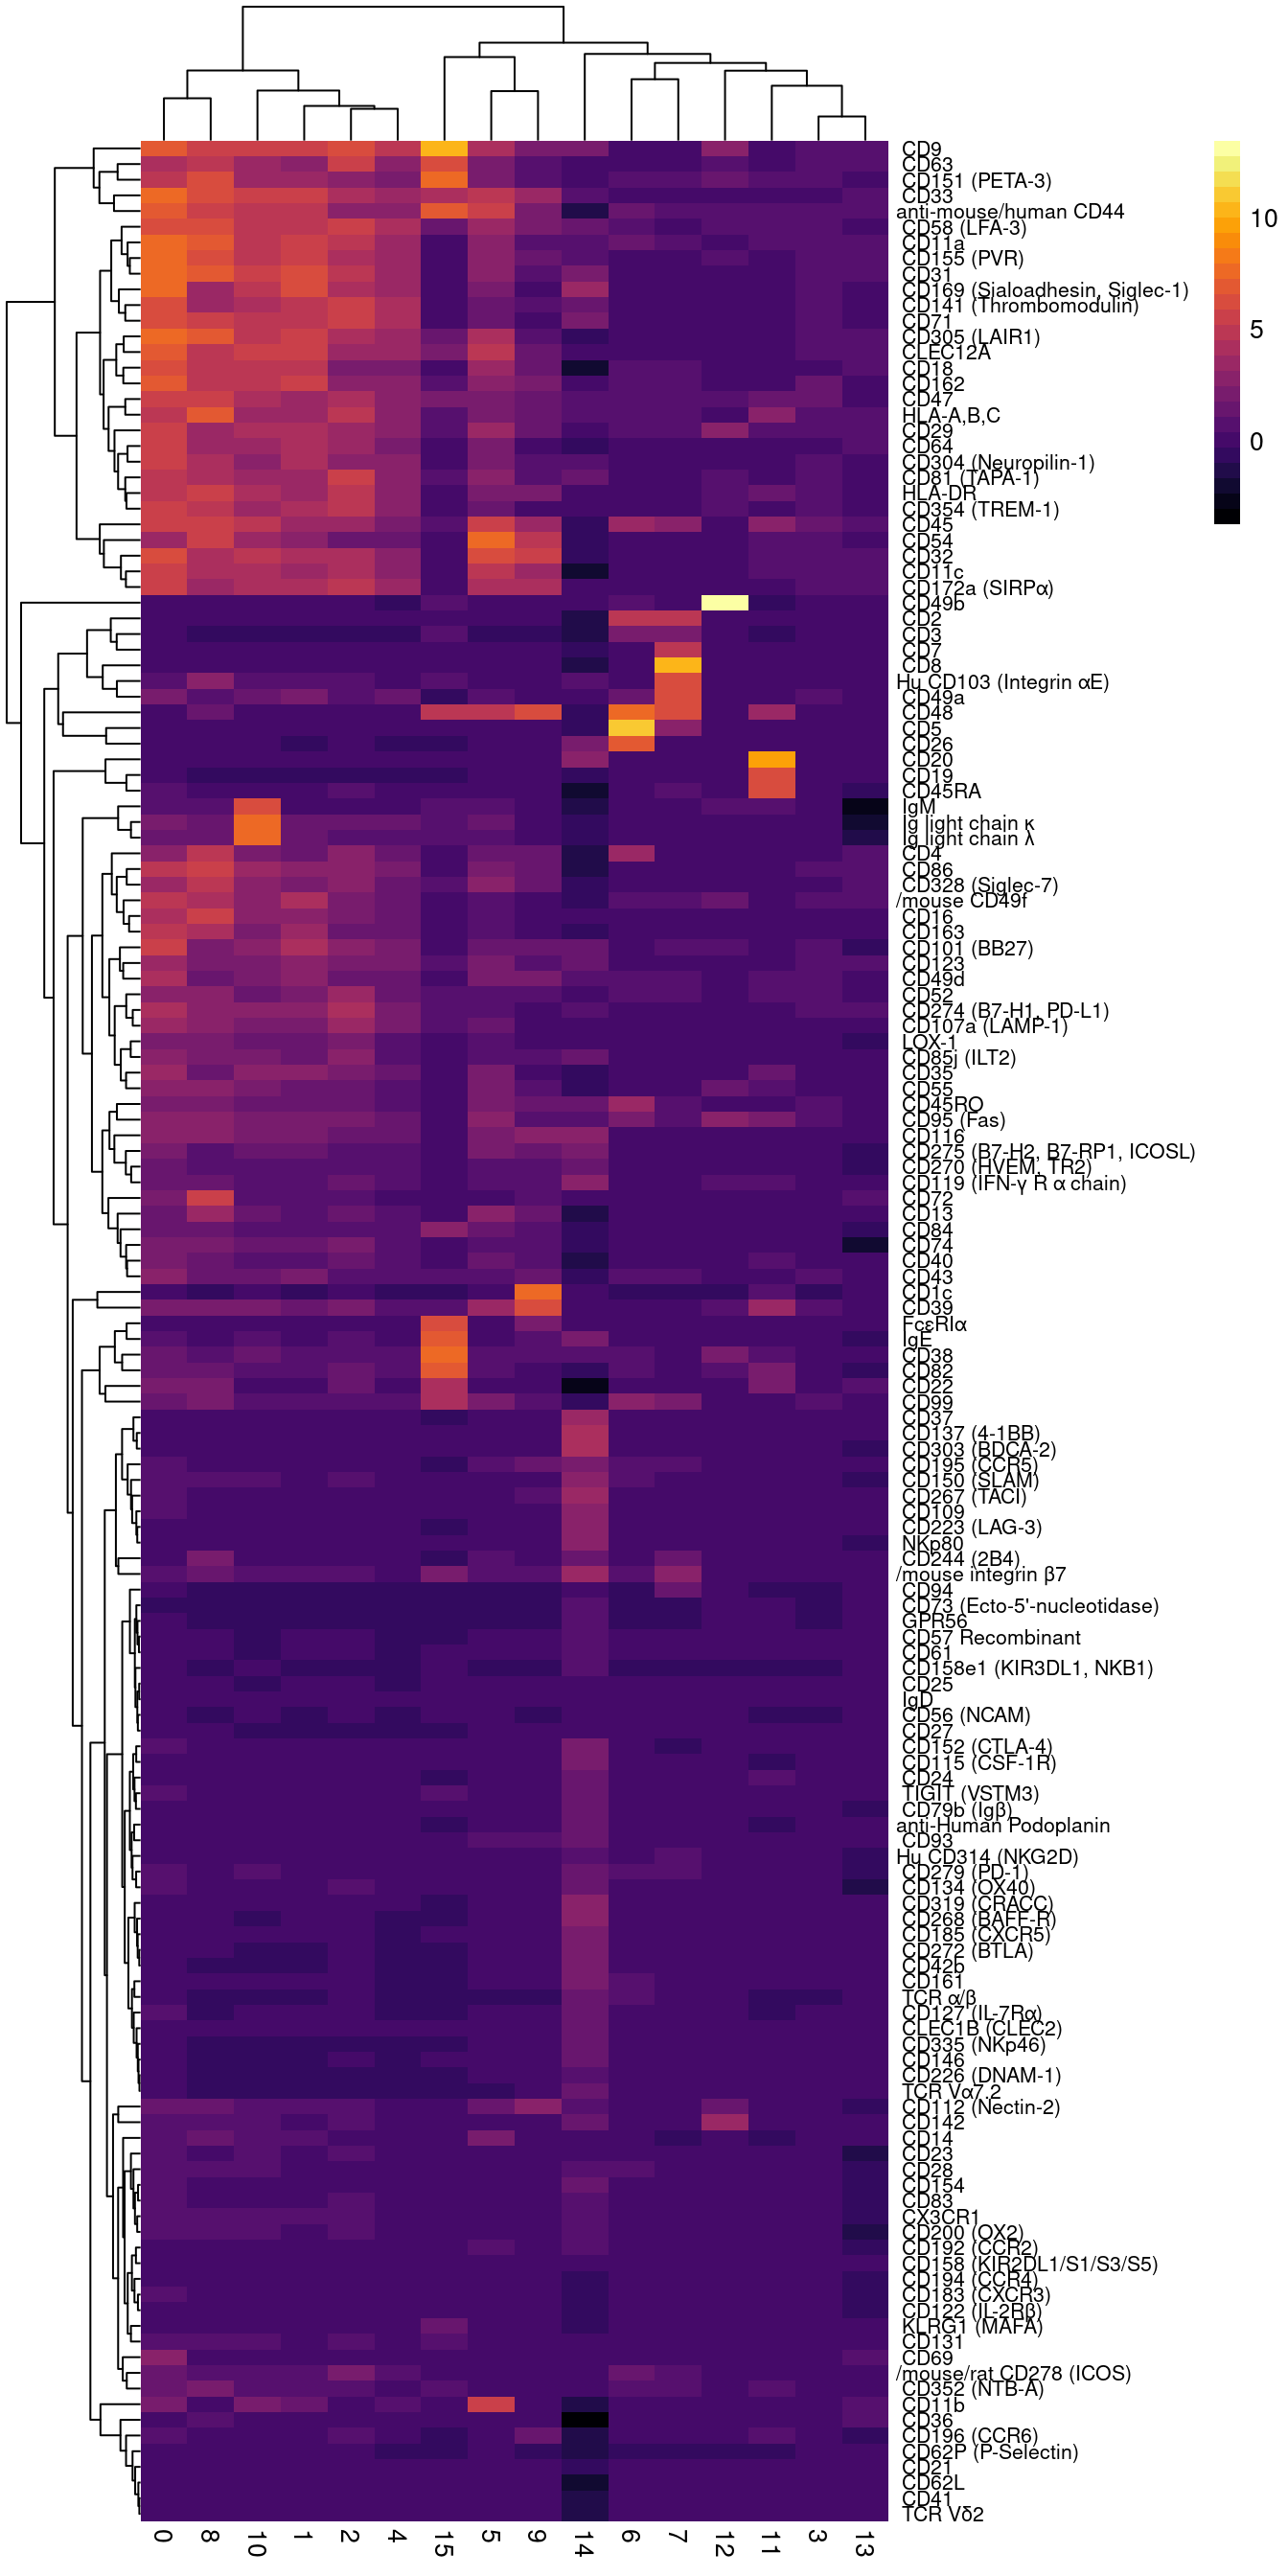 CD9
CD63
CD151 (PETA-3)
CD33
anti-mouse/human CD44
CD58 (LFA-3)
CD11a
CD155 (PVR)
CD31
CD169 (Sialoadhesin, Siglec-1)
CD141 (Thrombomodulin)
CD71
CD305 (LAIR1)
CLEC12A
CD18
CD162
CD47
HLA-A,B,C
CD29
CD64
CD304 (Neuropilin-1)
CD81 (TAPA-1)
HLA-DR
CD354 (TREM-1)
CD45
CD54
CD32
CD11c
CD172a (SIRPα)
CD49b
CD2
CD3
CD7
CD8
Hu CD103 (Integrin αE)
CD49a
CD48
CD5
CD26
CD20
CD19
CD45RA
IgM
Ig light chain κ
Ig light chain λ
CD4
CD86
CD328 (Siglec-7)
/mouse CD49f
CD16
CD163
CD101 (BB27)
CD123
CD49d
CD52
CD274 (B7-H1, PD-L1)
CD107a (LAMP-1)
LOX-1
CD85j (ILT2)
CD35
CD55
CD45RO
CD95 (Fas)
CD116
CD275 (B7-H2, B7-RP1, ICOSL)
CD270 (HVEM, TR2)
CD119 (IFN-γ R α chain)
CD72
CD13
CD84
CD74
CD40
CD43
CD1c
CD39
FcεRIα
IgE
CD38
CD82
CD22
CD99
CD37
CD137 (4-1BB)
CD303 (BDCA-2)
CD195 (CCR5)
CD150 (SLAM)
CD267 (TACI)
CD109
CD223 (LAG-3)
NKp80
CD244 (2B4)
/mouse integrin β7
CD94
CD73 (Ecto-5'-nucleotidase)
GPR56
CD57 Recombinant
CD61
CD158e1 (KIR3DL1, NKB1)
CD25
IgD
CD56 (NCAM)
CD27
CD152 (CTLA-4)
CD115 (CSF-1R)
CD24
TIGIT (VSTM3)
CD79b (Igβ)
anti-Human Podoplanin
CD93
Hu CD314 (NKG2D)
CD279 (PD-1)
CD134 (OX40)
CD319 (CRACC)
CD268 (BAFF-R)
CD185 (CXCR5)
CD272 (BTLA)
CD42b
CD161
TCR α/β
CD127 (IL-7Rα)
CLEC1B (CLEC2)
CD335 (NKp46)
CD146
CD226 (DNAM-1)
TCR Vα7.2
CD112 (Nectin-2)
CD142
CD14
CD23
CD28
CD154
CD83
CX3CR1
CD200 (OX2)
CD192 (CCR2)
CD158 (KIR2DL1/S1/S3/S5)
CD194 (CCR4)
CD183 (CXCR3)
CD122 (IL-2Rβ)
KLRG1 (MAFA)
CD131
CD69
/mouse/rat CD278 (ICOS)
CD352 (NTB-A)
CD11b
CD36
CD196 (CCR6)
CD62P (P-Selectin)
CD21
CD62L
CD41
TCR Vδ2
0 8 10 1 2 4 15 5 9 14 6 7 12 11 3 13
10
5
0